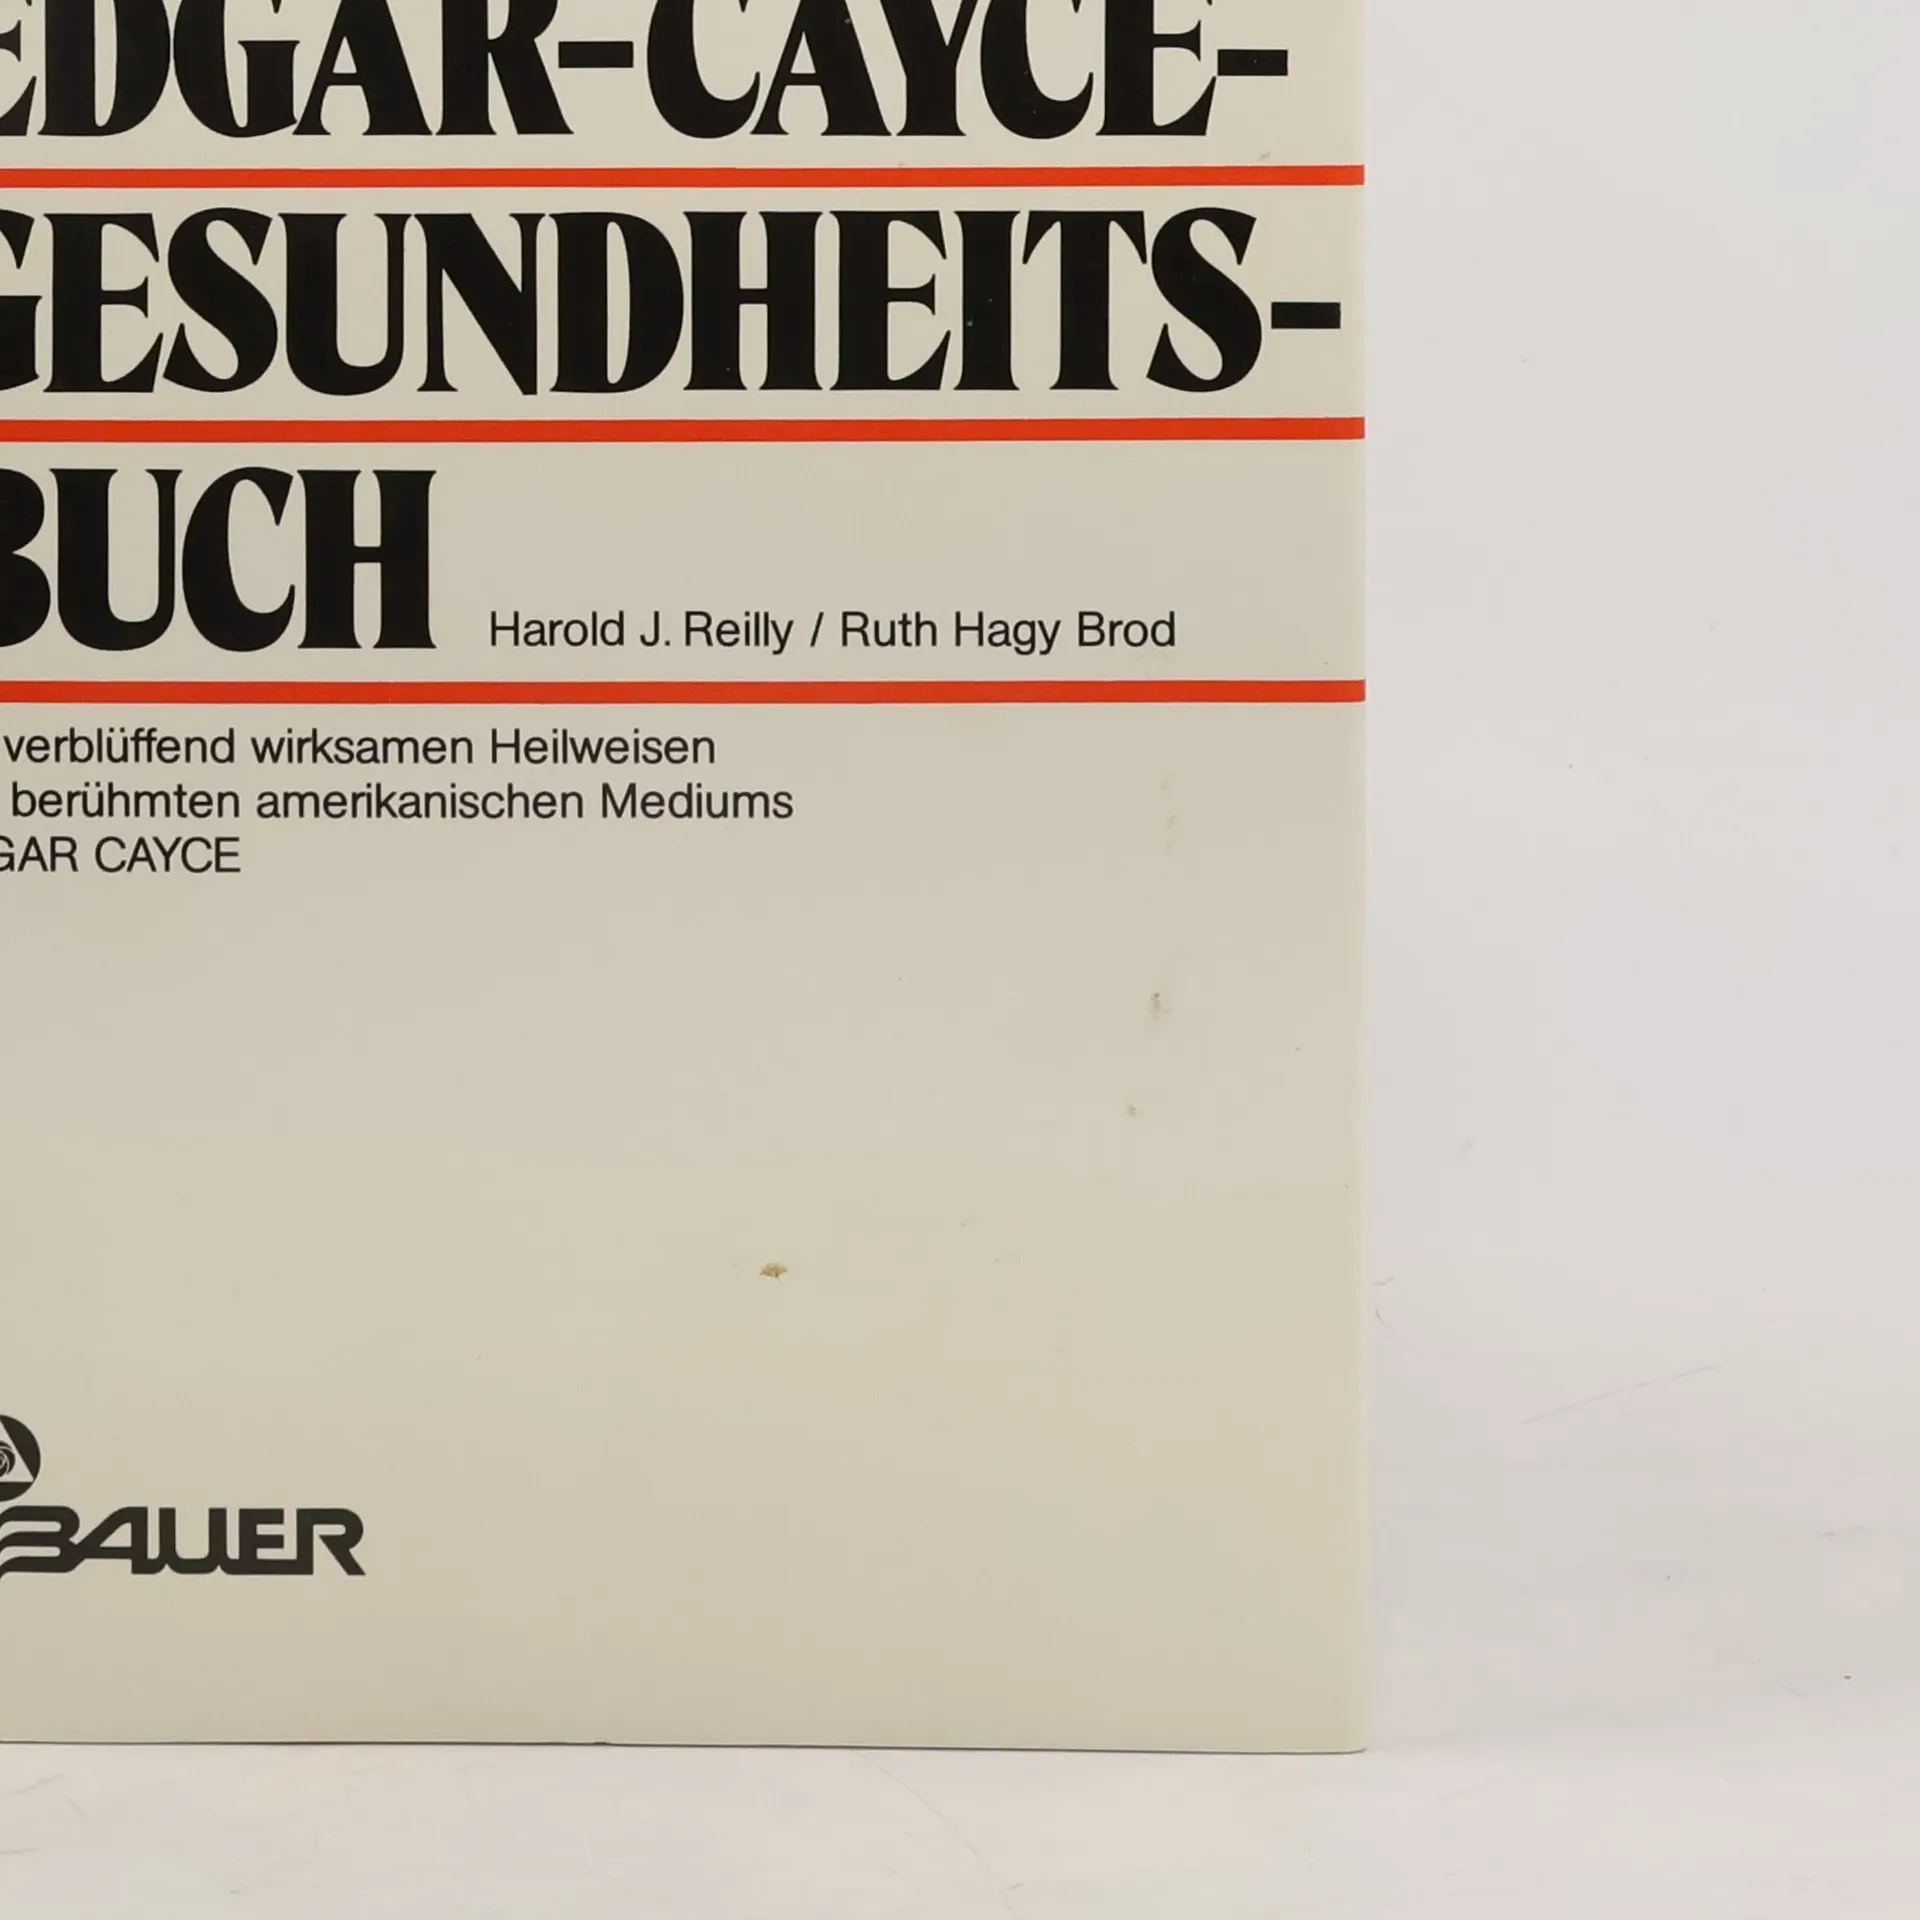 EDGAR-CAYCE-
GESUNDHEITS-
BUCH
Harold J. Reilly / Ruth Hagy Brod
verblüffend wirksamen Heilweisen
berühmten amerikanischen Mediums
GAR CAYCE
BAUER